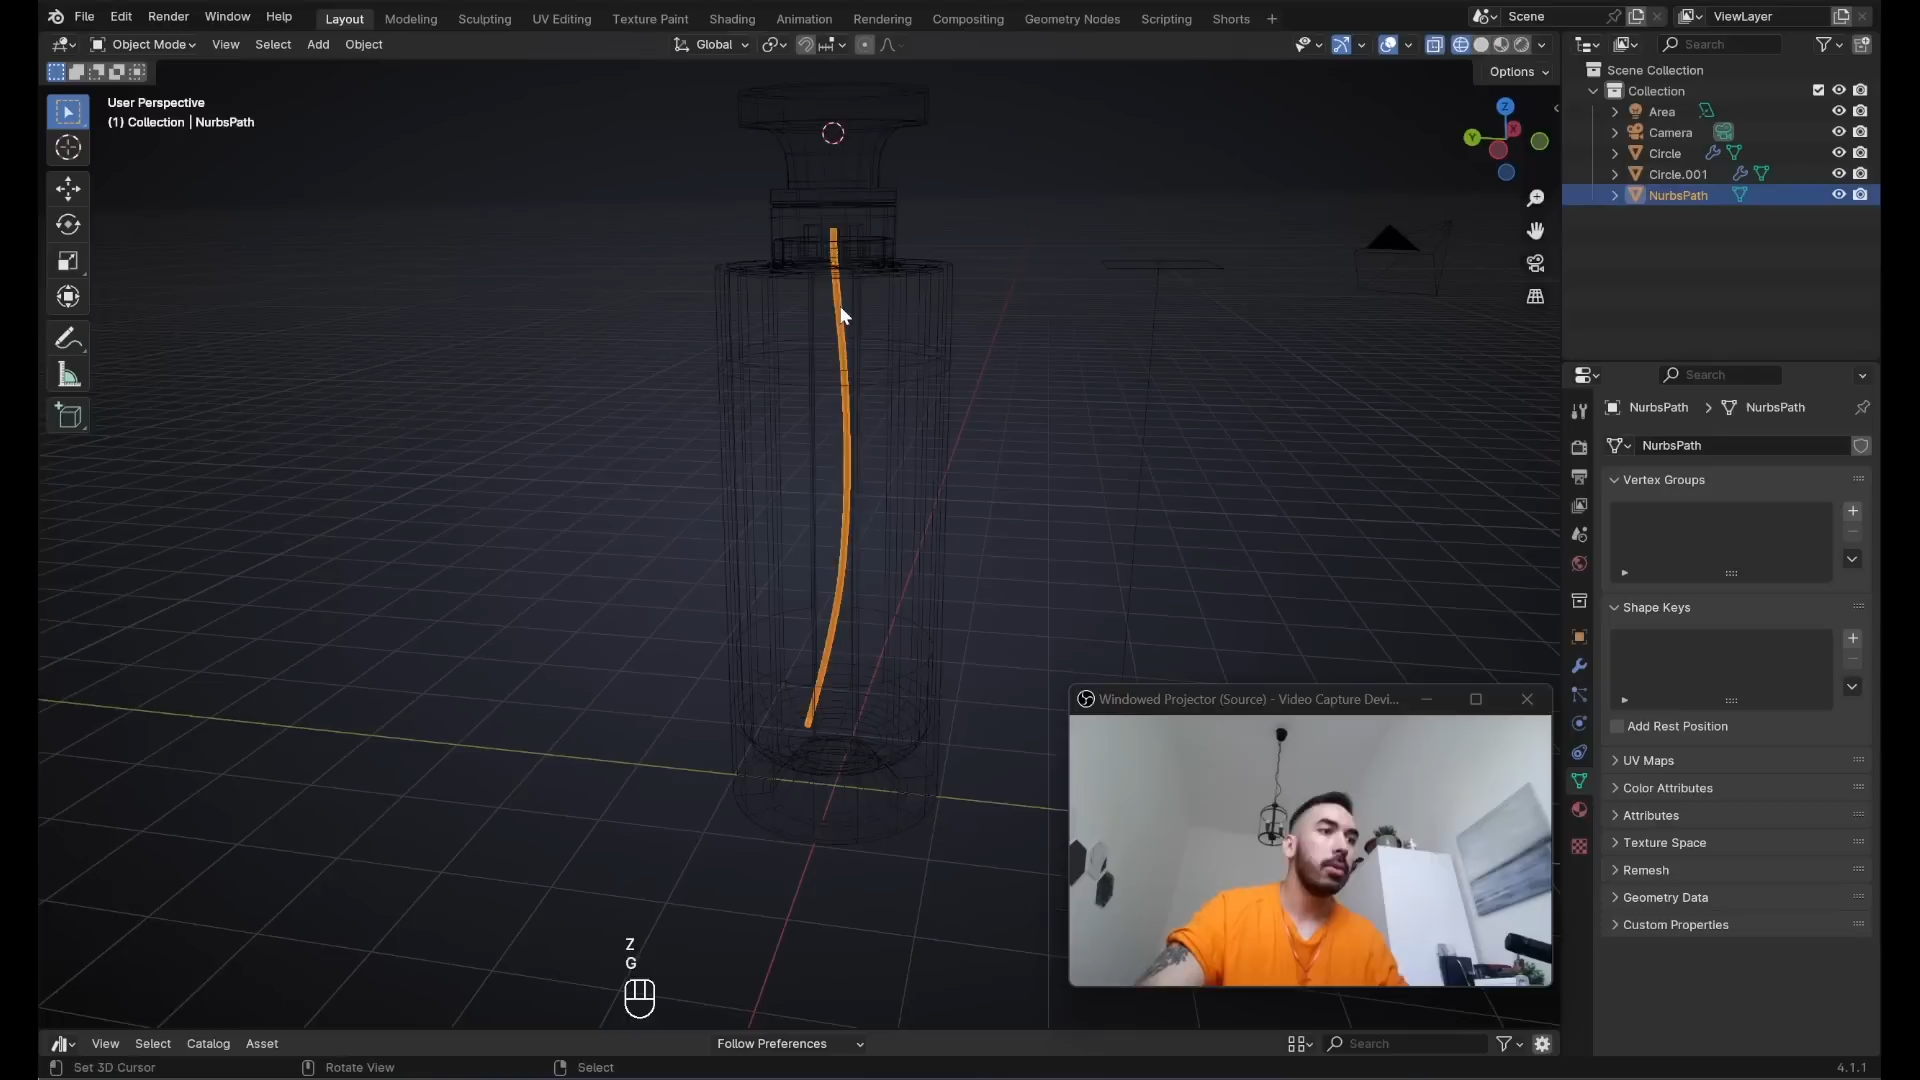 File Edit Render Window Help Layout Modeling Sculpting UV Editing Texture Paint Shading Animation Rendering Compositing Geometry Nodes Scripting Shorts + Scene ViewLayer
Object Mode View Select Add Object Global Search
Options
User Perspective
(1) Collection | NurbsPath
Z
X
Y
Scene Collection
Collection
Area
Camera
Circle
Circle.001
NurbsPath
Search
NurbsPath > NurbsPath
NurbsPath
Vertex Groups
Shape Keys
Add Rest Position
UV Maps
Color Attributes
Attributes
Texture Space
Remesh
Geometry Data
Custom Properties
Windowed Projector (Source) - Video Capture Devi...
Z
G
View Select Catalog Asset Follow Preferences Search
Set 3D Cursor Rotate View Select 4.1.1